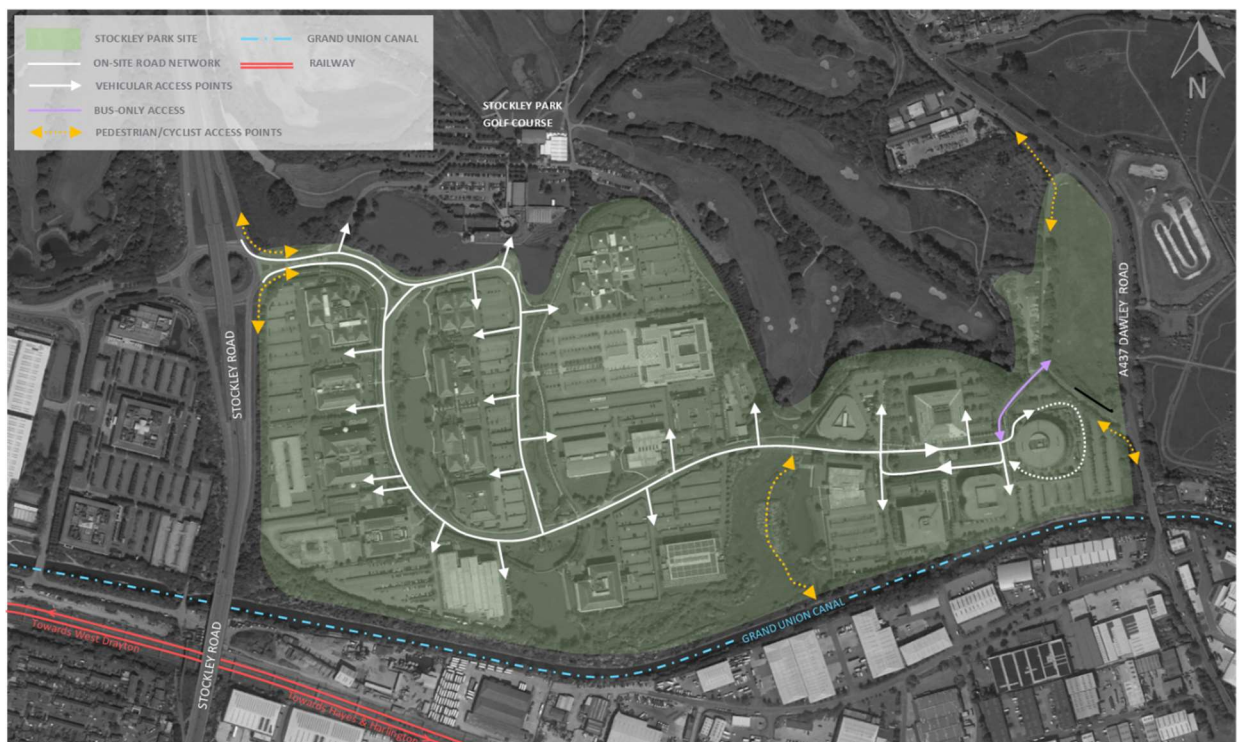 STOCKLEY PARK SITE
GRAND UNION CANAL
ON-SITE ROAD NETWORK
RAILWAY
VEHICULAR ACCESS POINTS
BUS-ONLY ACCESS
PEDESTRIAN/CYCLIST ACCESS POINTS
N
STOCKLEY PARK
GOLF COURSE
STOCKLEY ROAD
A437 DAWLEY ROAD
GRAND UNION CANAL
STOCKLEY ROAD
Towards West Drayton
Towards Hayes & Harlington